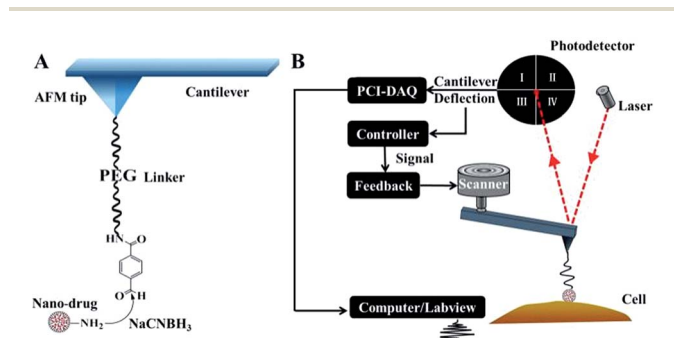 A
AFM tip
Cantilever
PEG Linker
HN
O
O
H
Nano-drug
NH2
NaCNBH3
B
Photodetector
I
II
III
IV
Laser
PCI-DAQ
Cantilever
Deflection
Controller
Signal
Feedback
Scanner
Cell
Computer/Labview